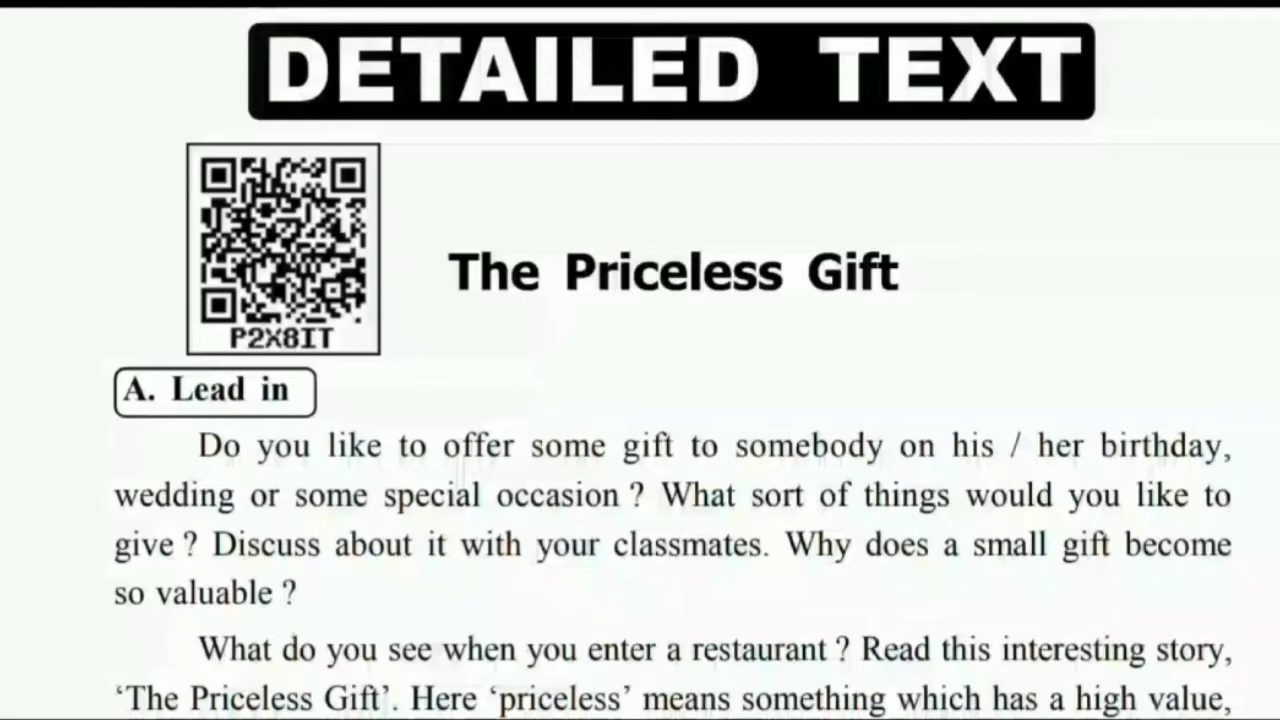 DETAILED TEXT
P2X8IT
The Priceless Gift
A. Lead in
Do you like to offer some gift to somebody on his / her birthday,
wedding or some special occasion ? What sort of things would you like to
give ? Discuss about it with your classmates. Why does a small gift become
so valuable ?
What do you see when you enter a restaurant ? Read this interesting story,
‘The Priceless Gift’. Here ‘priceless’ means something which has a high value,